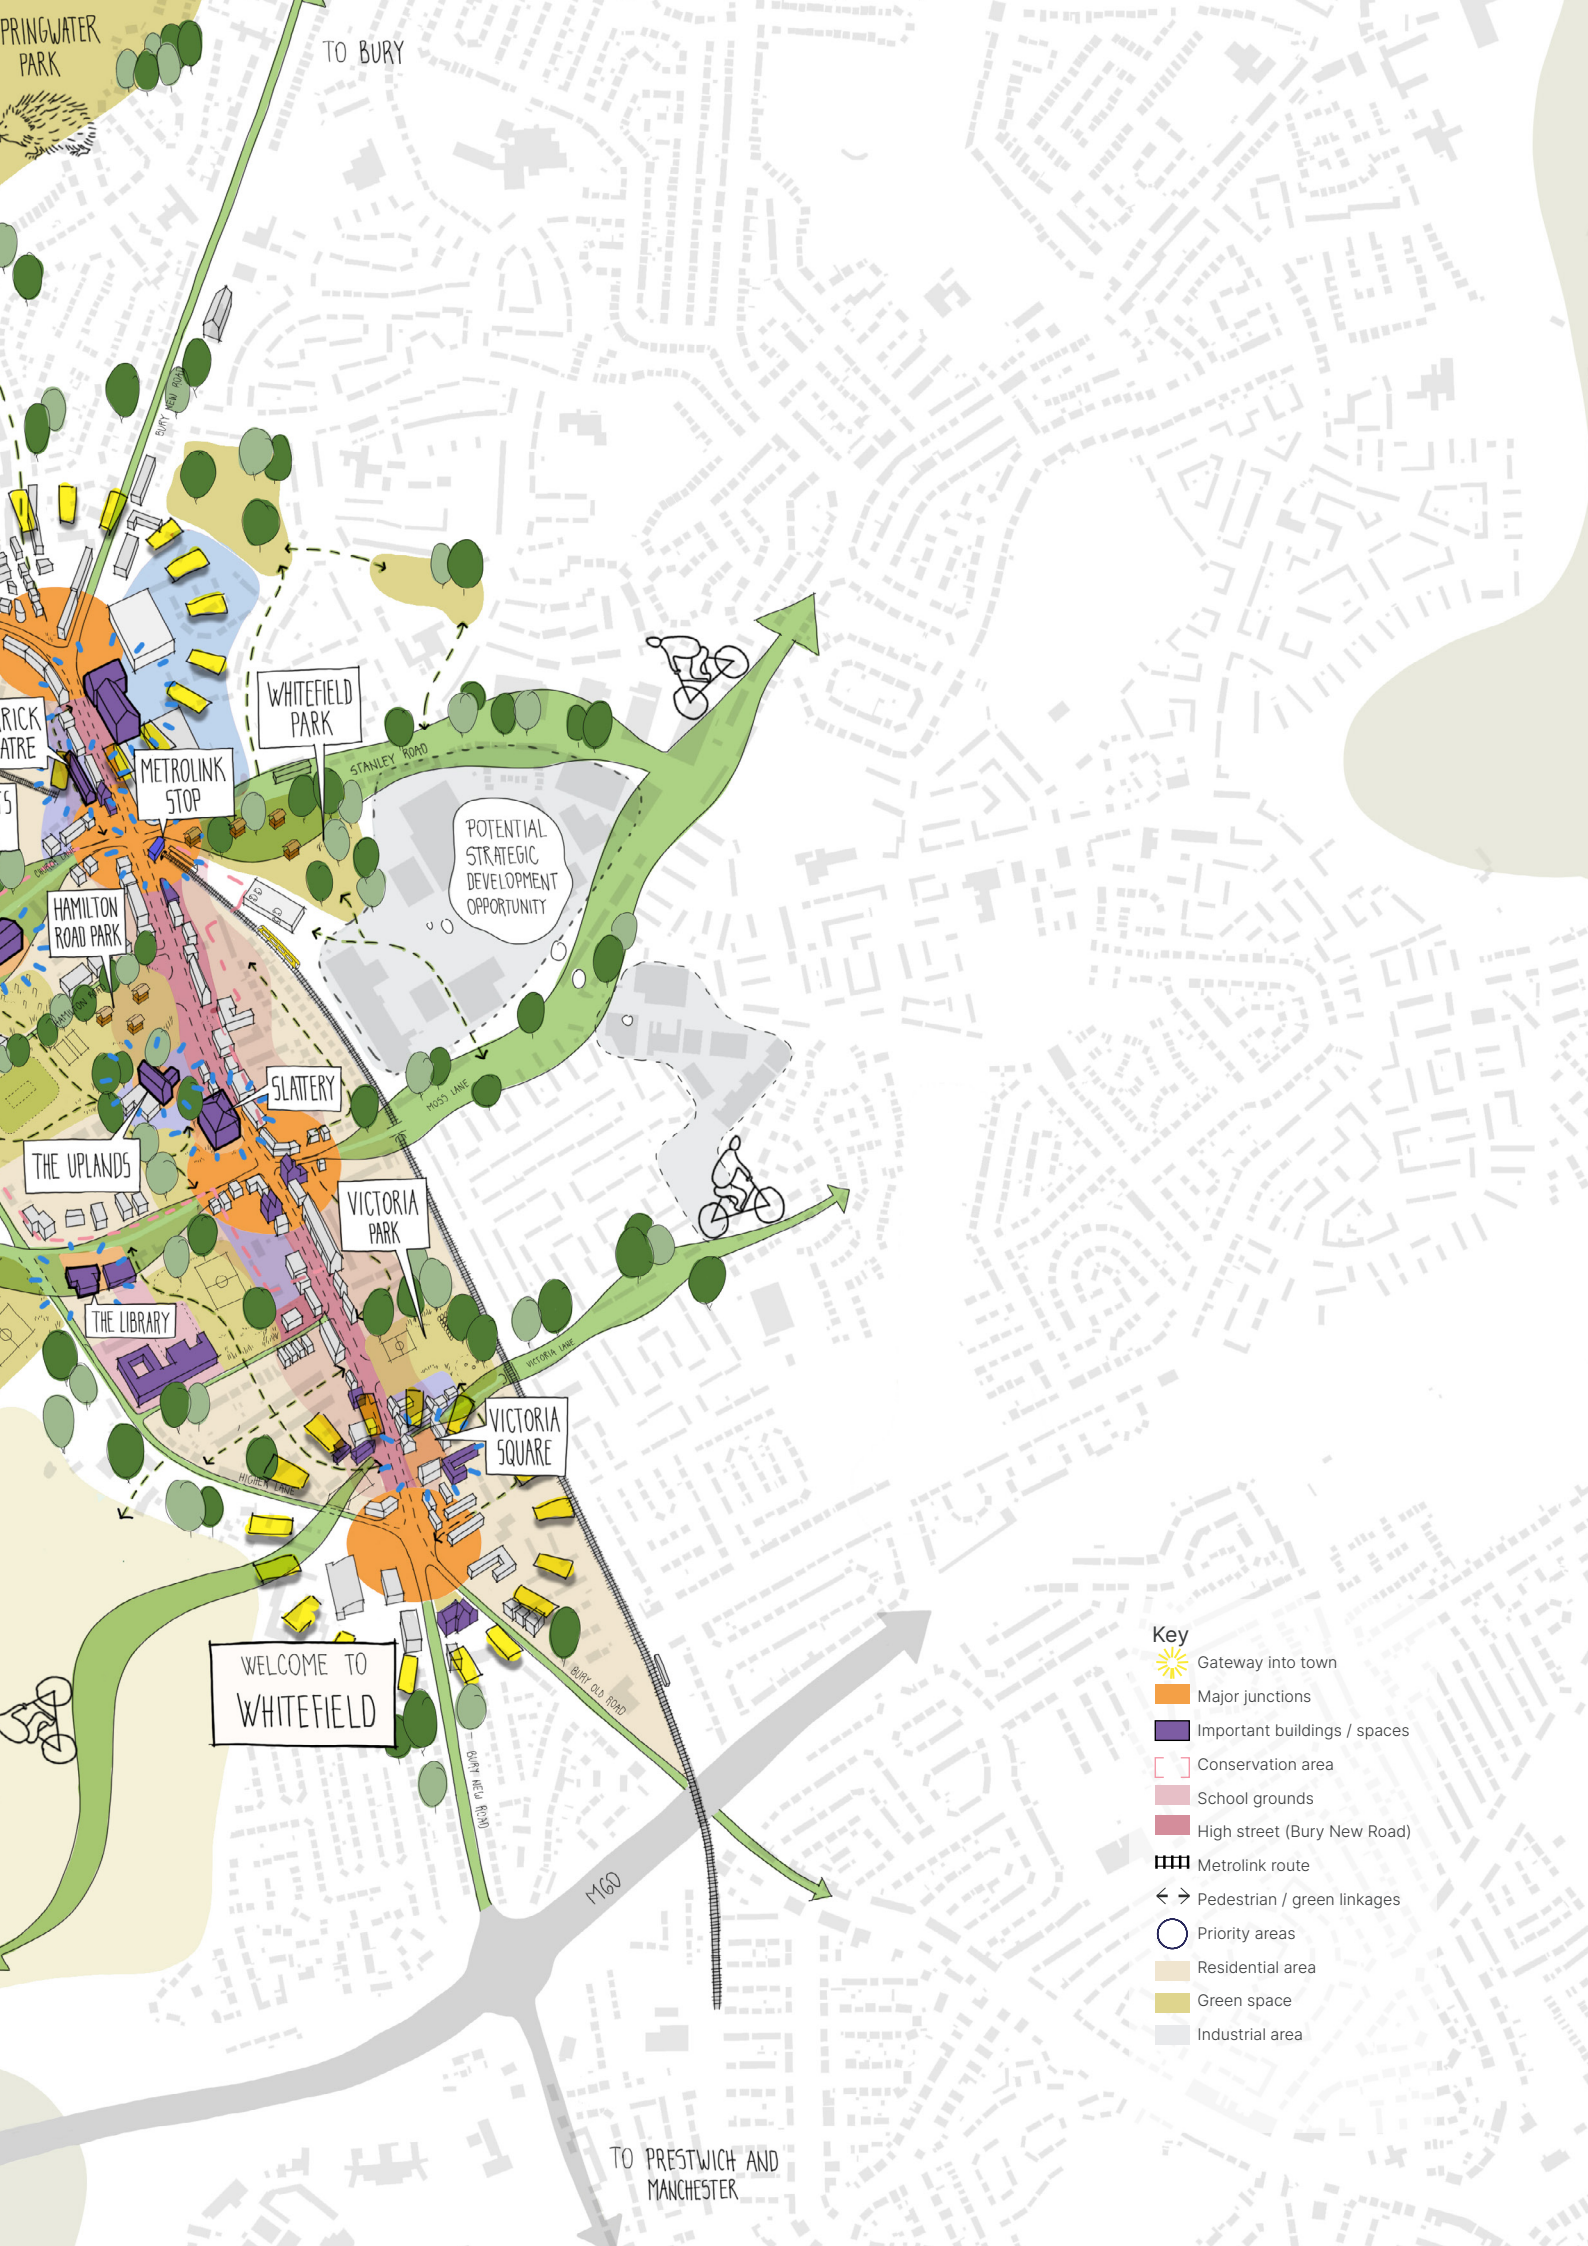 PRINGWATER
PARK
TO BURY
BURY NEW ROAD
WHITEFIELD
PARK
STANLEY ROAD
RICK
ATRE
METROLINK
STOP
TS
CHURCH LANE
POTENTIAL
STRATEGIC
DEVELOPMENT
OPPORTUNITY
HAMILTON
ROAD PARK
SLATTERY
MOSS LANE
THE UPLANDS
VICTORIA
PARK
THE LIBRARY
VICTORIA LANE
VICTORIA
SQUARE
HIGHER LANE
WELCOME TO
WHITEFIELD
BURY OLD ROAD
BURY NEW ROAD
M60
TO PRESTWICH AND
MANCHESTER
Key
Gateway into town
Major junctions
Important buildings / spaces
Conservation area
School grounds
High street (Bury New Road)
Metrolink route
Pedestrian / green linkages
Priority areas
Residential area
Green space
Industrial area